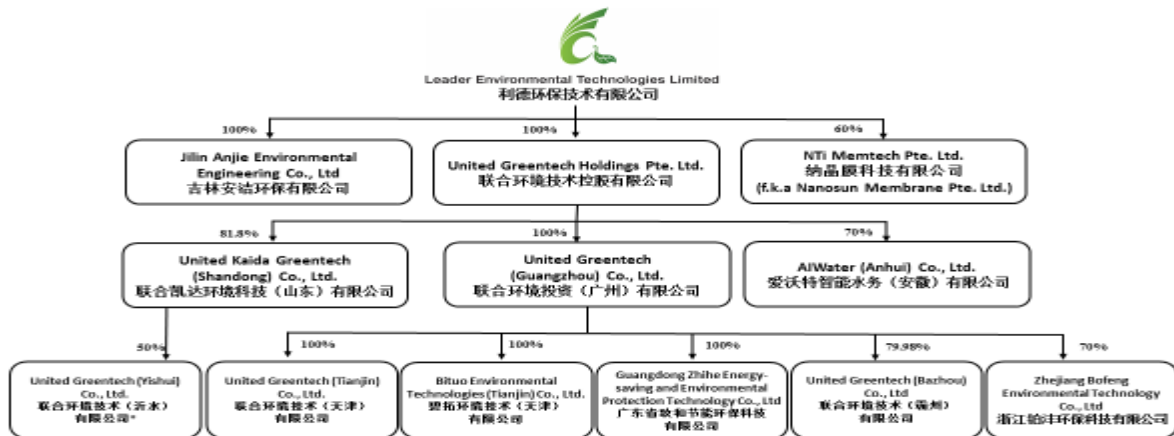 Leader Environmental Technologies Limited
利德环保技术有限公司
100%
100%
60%
Jilin Anjie Environmental
Engineering Co., Ltd
吉林安洁环保有限公司
United Greentech Holdings Pte. Ltd.
联合环境技术控股有限公司
NTi Memtech Pte. Ltd.
纳晶膜科技有限公司
(f.k.a Nanosun Membrane Pte. Ltd.)
81.8%
100%
70%
United Kaida Greentech
(Shandong) Co., Ltd.
联合凯达环境科技（山东）有限公司
United Greentech
(Guangzhou) Co., Ltd.
联合环境投资（广州）有限公司
AIWater (Anhui) Co., Ltd.
爱沃特智能水务（安徽）有限公司
50%
100%
100%
100%
79.98%
70%
United Greentech (Yishui)
Co., Ltd.
联合环境技术（沂水）
有限公司*
United Greentech (Tianjin)
Co., Ltd.
联合环境技术（天津）
有限公司
Bituo Environmental
Technologies (Tianjin) Co., Ltd.
碧拓环境技术（天津）
有限公司
Guangdong Zhihe Energy-
saving and Environmental
Protection Technology Co., Ltd
广东省致和节能环保科技
有限公司
United Greentech (Bazhou)
Co., Ltd
联合环境技术（霸州）
有限公司
Zhejiang Bofeng
Environmental Technology
Co., Ltd
浙江铂沣环保科技有限公司